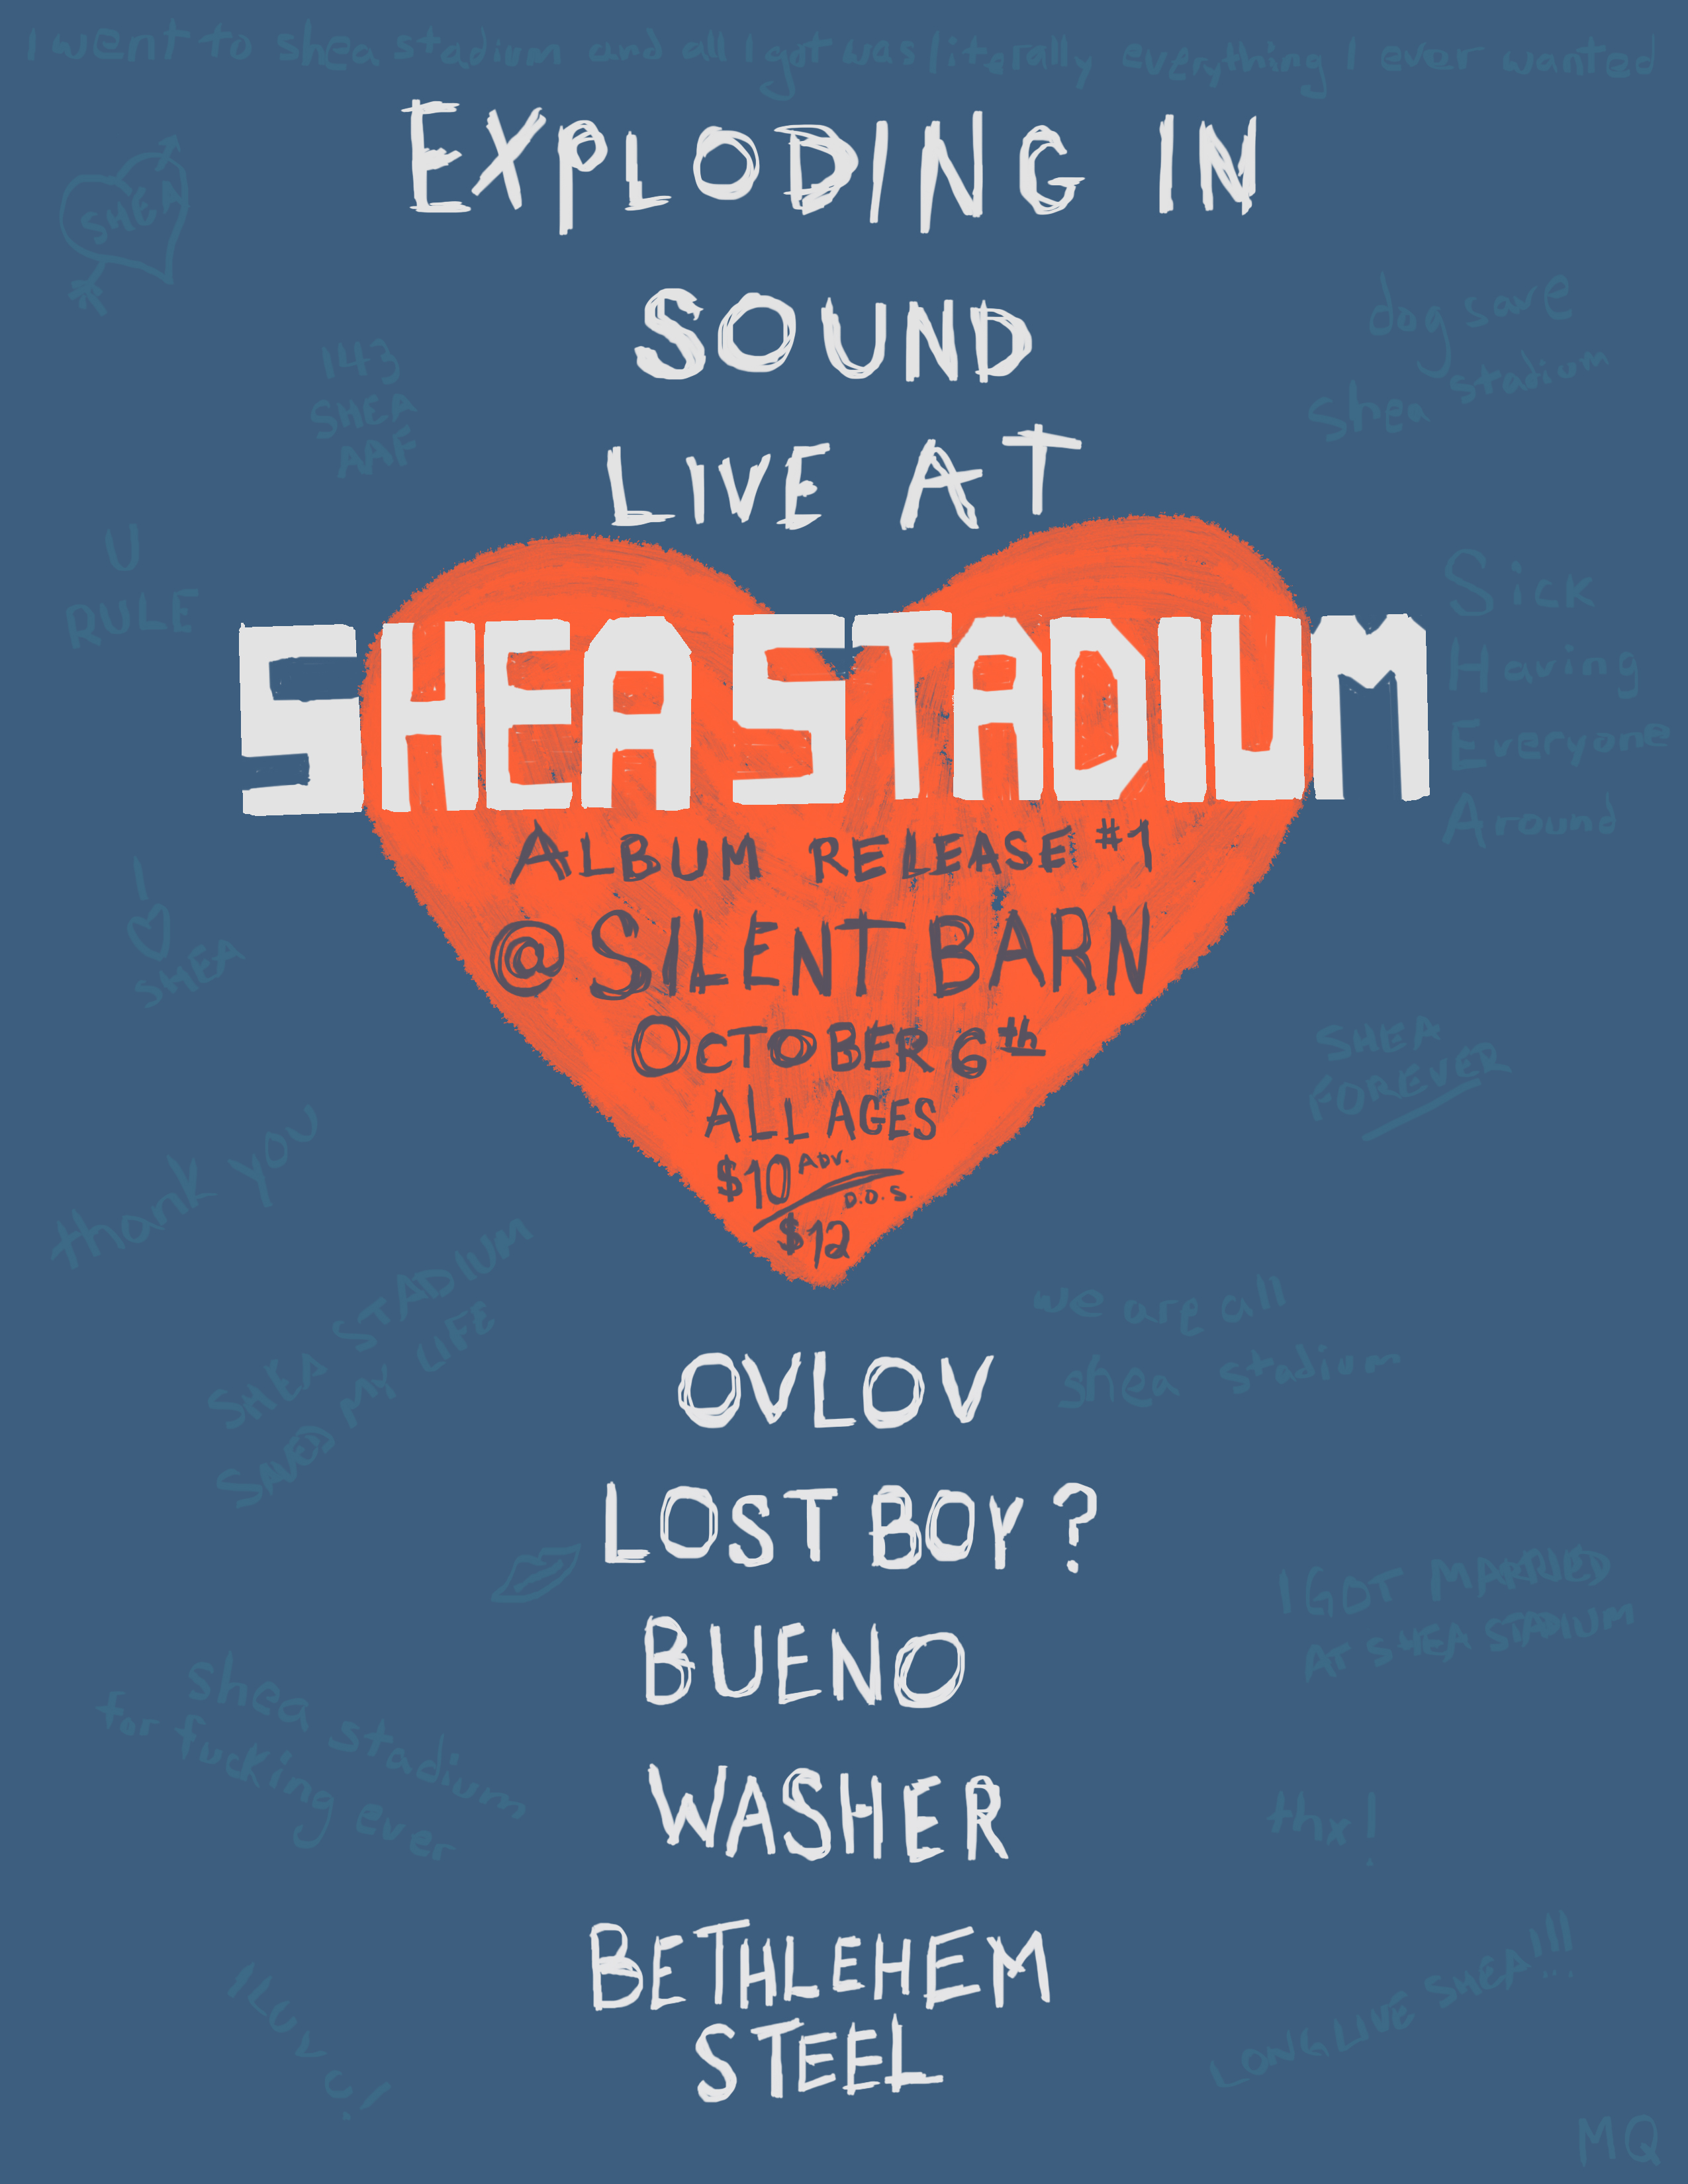 I went to shea stadium and all I got was literally everything I ever wanted
EXPLODING IN
SHEA
SOUND
dog save
shea stadium
143
SHEA
AAF
LIVE AT
U
RULE
SHEA STADIUM
Sick
Having
Everyone
Around
ALBUM RELEASE #1
@ SILENT BARN
I
SHEA
OCTOBER 6th
SHEA
FOREVER
ALL AGES
$10 ADV.
D.O.S.
$12
thank you
SHEA STADIUM
SAVED MY LIFE
we are all
shea stadium
OVLOV
LOST BOY?
I GOT MARRIED
AT SHEA STADIUM
BUENO
shea stadium
for fucking ever
WASHER
thx!
BETHLEHEM
STEEL
I LUV U!
LONG LIVE SHEA!!!
MQ